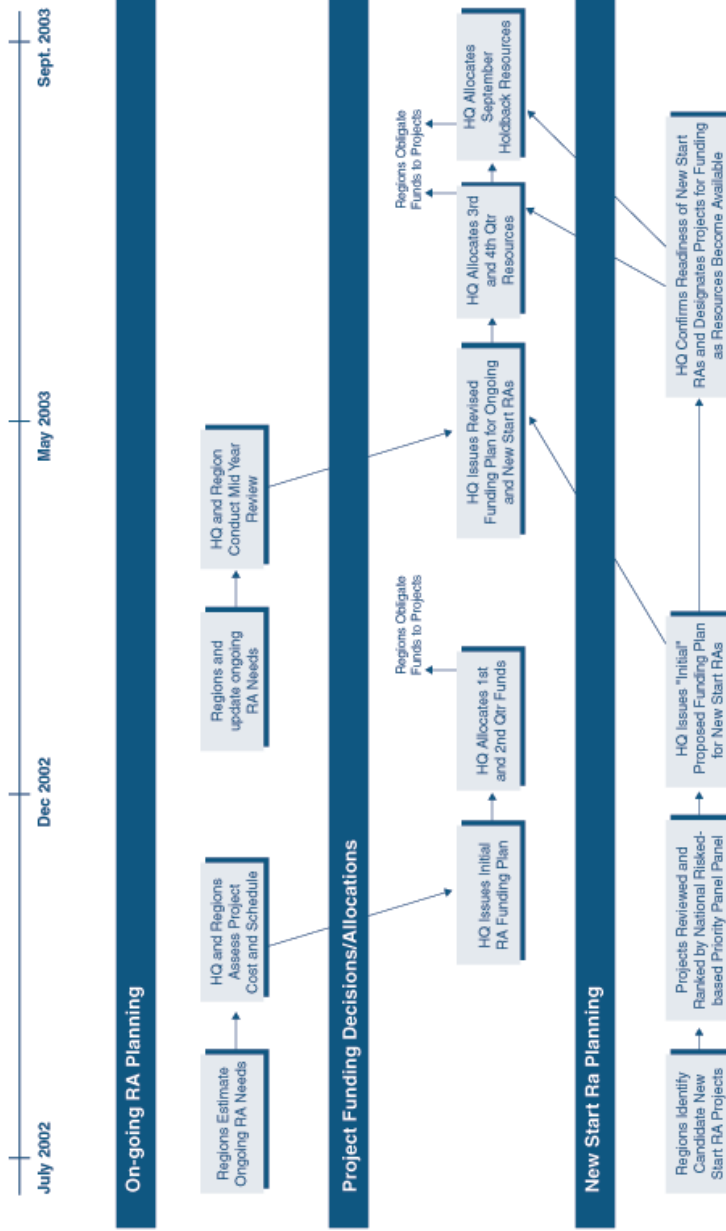 July 2002
Dec 2002
May 2003
Sept. 2003
On-going RA Planning
Regions Estimate
Ongoing RA Needs
HQ and Regions
Assess Project
Cost and Schedule
Regions and
update ongoing
RA Needs
HQ and Region
Conduct Mid Year
Review
Project Funding Decisions/Allocations
HQ Issues Initial
RA Funding Plan
HQ Allocates 1st
and 2nd Qtr Funds
Regions Obligate
Funds to Projects
HQ Issues Revised
Funding Plan for Ongoing
and New Start RAs
HQ Allocates 3rd
and 4th Qtr
Resources
Regions Obligate
Funds to Projects
HQ Allocates
September
Holdback Resources
New Start Ra Planning
Regions Identify
Candidate New
Start RA Projects
Projects Reviewed and
Ranked by National Risked-
based Priority Panel Panel
HQ Issues "Initial"
Proposed Funding Plan
for New Start RAs
HQ Confirms Readiness of New Start
RAs and Designates Projects for Funding
as Resources Become Available